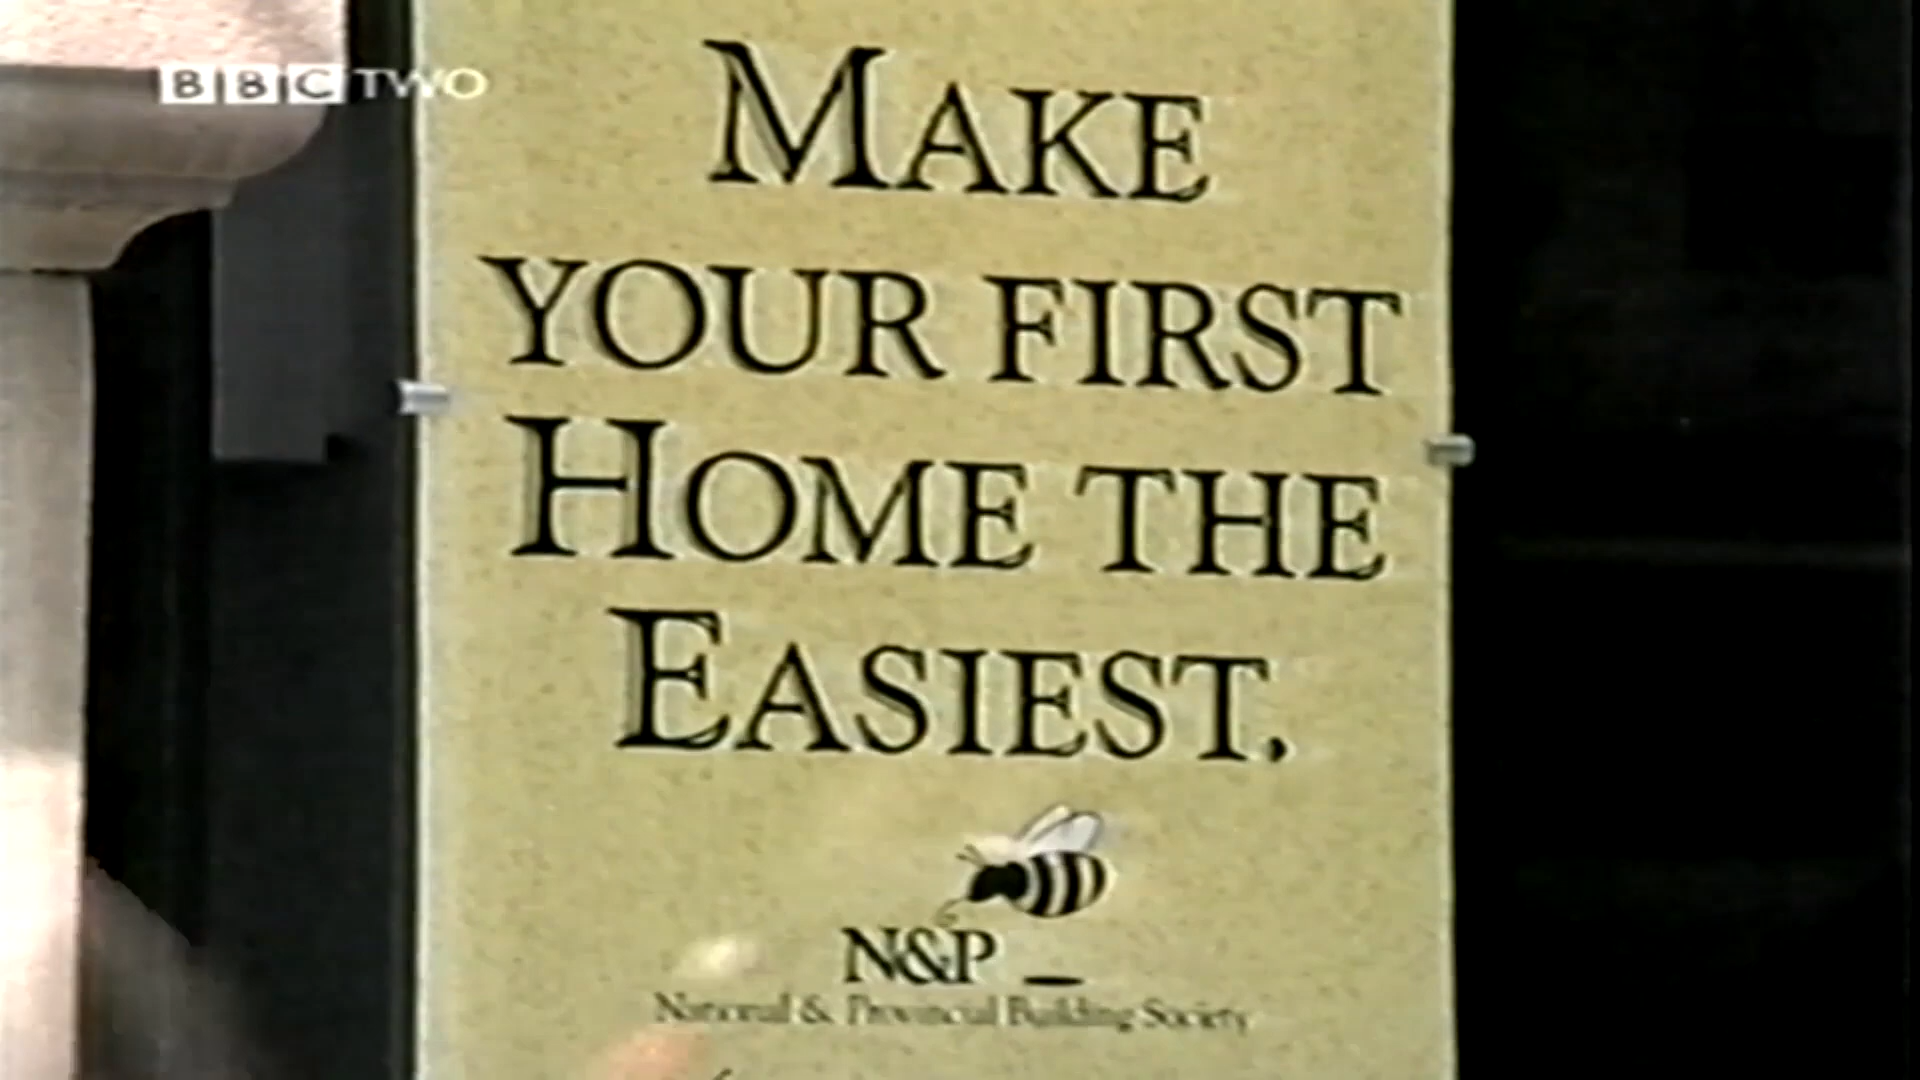 BBC TWO
MAKE
YOUR FIRST
HOME THE
EASIEST.
N&P
National & Provincial Building Society